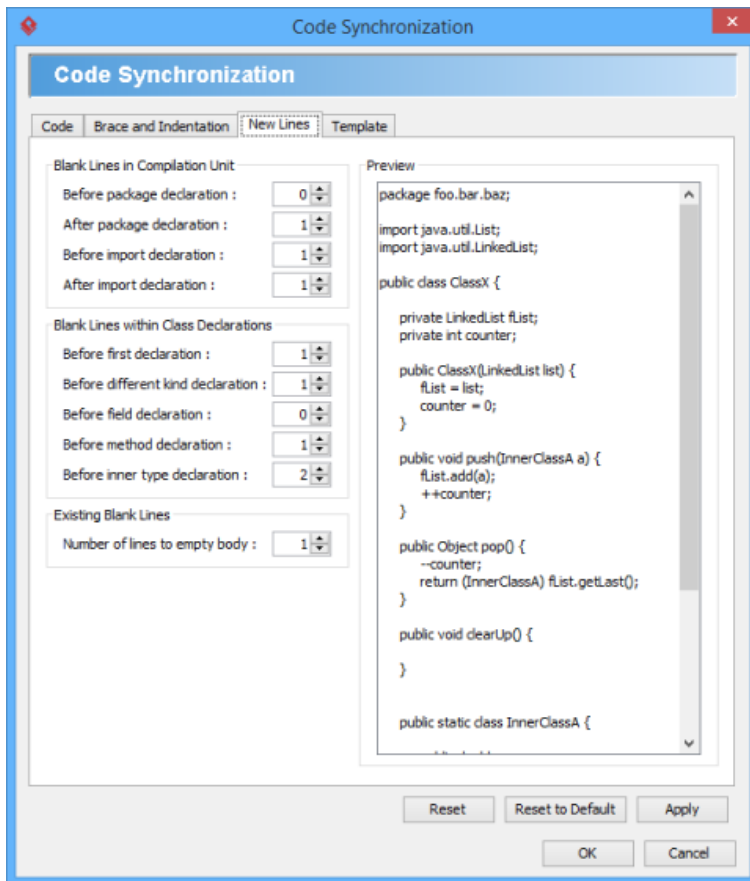 Code Synchronization
Code Synchronization
Code
Brace and Indentation
New Lines
Template
Blank Lines in Compilation Unit
Before package declaration : 0
After package declaration : 1
Before import declaration : 1
After import declaration : 1
Blank Lines within Class Declarations
Before first declaration : 1
Before different kind declaration : 1
Before field declaration : 0
Before method declaration : 1
Before inner type declaration : 2
Existing Blank Lines
Number of lines to empty body : 1
Preview
package foo.bar.baz;
import java.util.List;
import java.util.LinkedList;
public class ClassX {
private LinkedList fList;
private int counter;
public ClassX(LinkedList list) {
fList = list;
counter = 0;
}
public void push(InnerClassA a) {
fList.add(a);
++counter;
}
public Object pop() {
--counter;
return (InnerClassA) fList.getLast();
}
public void clearUp() {
}
public static class InnerClassA {
Reset
Reset to Default
Apply
OK
Cancel